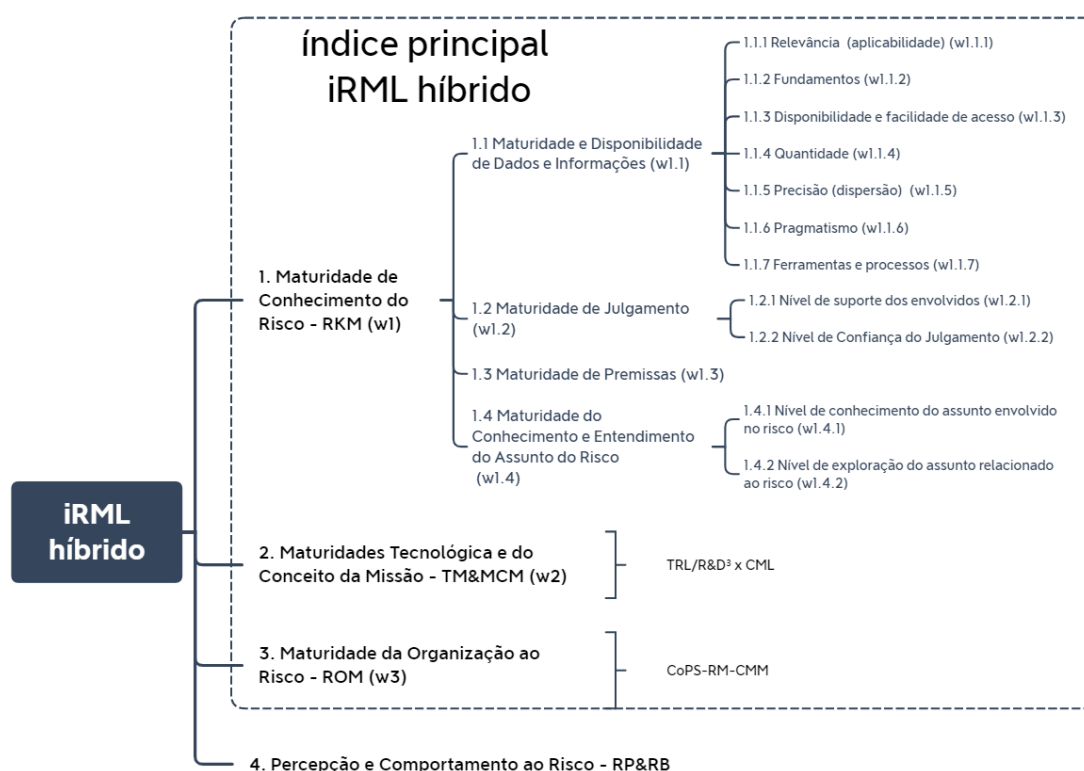 índice principal
iRML híbrido
iRML
híbrido
1. Maturidade de
Conhecimento do
Risco - RKM (w1)
1.1 Maturidade e Disponibilidade
de Dados e Informações (w1.1)
1.1.1 Relevância (aplicabilidade) (w1.1.1)
1.1.2 Fundamentos (w1.1.2)
1.1.3 Disponibilidade e facilidade de acesso (w1.1.3)
1.1.4 Quantidade (w1.1.4)
1.1.5 Precisão (dispersão) (w1.1.5)
1.1.6 Pragmatismo (w1.1.6)
1.1.7 Ferramentas e processos (w1.1.7)
1.2 Maturidade de Julgamento
(w1.2)
1.2.1 Nível de suporte dos envolvidos (w1.2.1)
1.2.2 Nível de Confiança do Julgamento (w1.2.2)
1.3 Maturidade de Premissas (w1.3)
1.4 Maturidade do
Conhecimento e Entendimento
do Assunto do Risco
(w1.4)
1.4.1 Nível de conhecimento do assunto envolvido
no risco (w1.4.1)
1.4.2 Nível de exploração do assunto relacionado
ao risco (w1.4.2)
2. Maturidades Tecnológica e do
Conceito da Missão - TM&MCM (w2)
TRL/R&D³ x CML
3. Maturidade da Organização ao
Risco - ROM (w3)
CoPS-RM-CMM
4. Percepção e Comportamento ao Risco - RP&RB